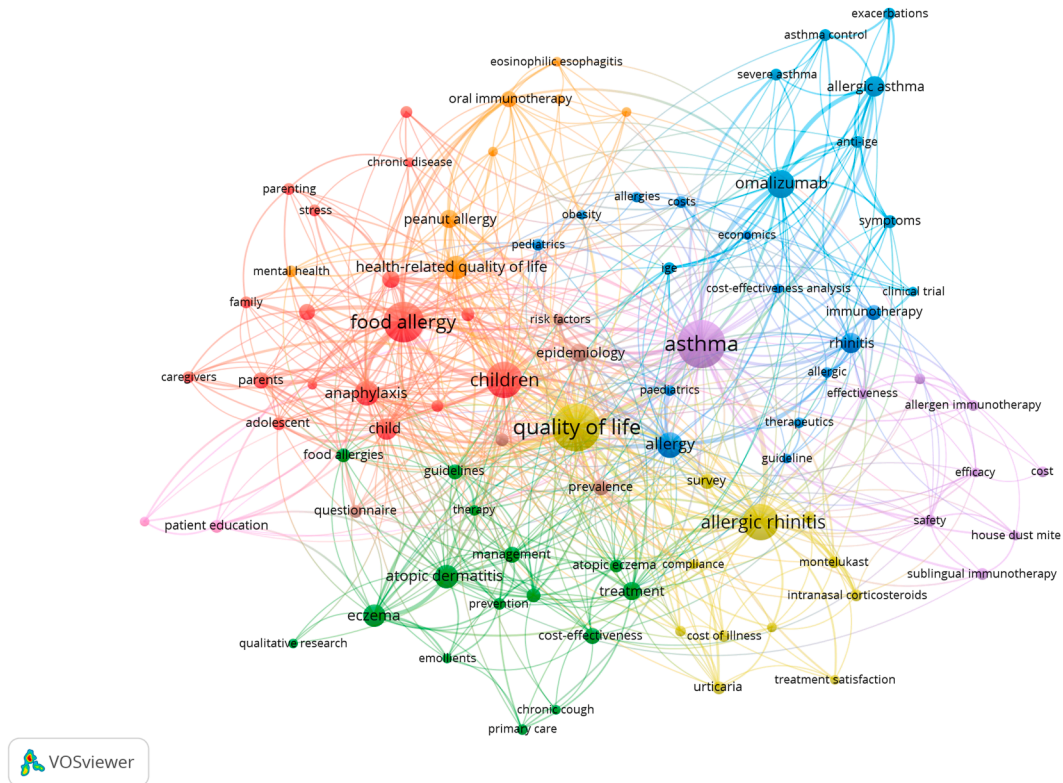 exacerbations
asthma control
eosinophilic esophagitis
severe asthma
allergic asthma
oral immunotherapy
anti-ige
chronic disease
omalizumab
parenting
allergies
costs
stress
peanut allergy
obesity
symptoms
economics
pediatrics
health-related quality of life
ige
mental health
cost-effectiveness analysis
clinical trial
family
immunotherapy
food allergy
risk factors
asthma
rhinitis
epidemiology
allergic
caregivers
parents
children
paediatrics
effectiveness
anaphylaxis
allergen immunotherapy
adolescent
child
quality of life
therapeutics
allergy
food allergies
guideline
guidelines
efficacy
cost
survey
prevalence
questionnaire
therapy
patient education
allergic rhinitis
safety
house dust mite
management
atopic eczema
compliance
montelukast
atopic dermatitis
sublingual immunotherapy
treatment
prevention
intranasal corticosteroids
eczema
cost-effectiveness
cost of illness
qualitative research
emollients
treatment satisfaction
urticaria
chronic cough
primary care
VOSviewer